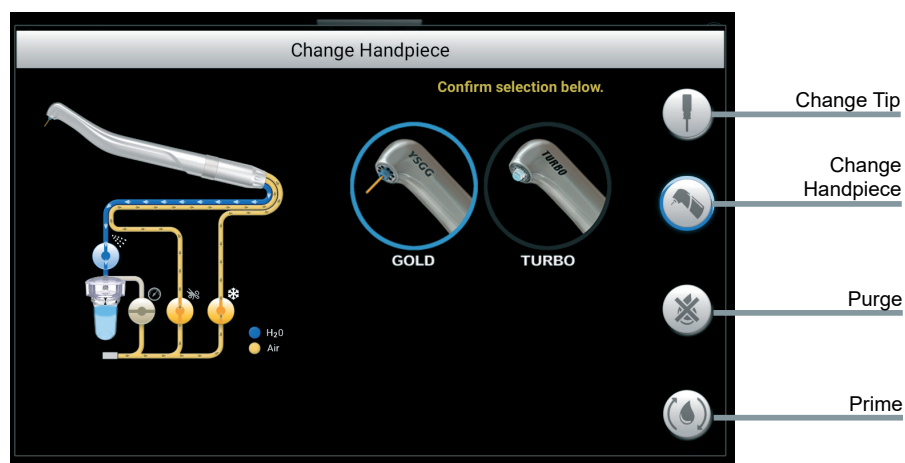 Change Handpiece
Confirm selection below.
YSGG
TURBO
GOLD
TURBO
H₂0
Air
Change Tip
Change
Handpiece
Purge
Prime